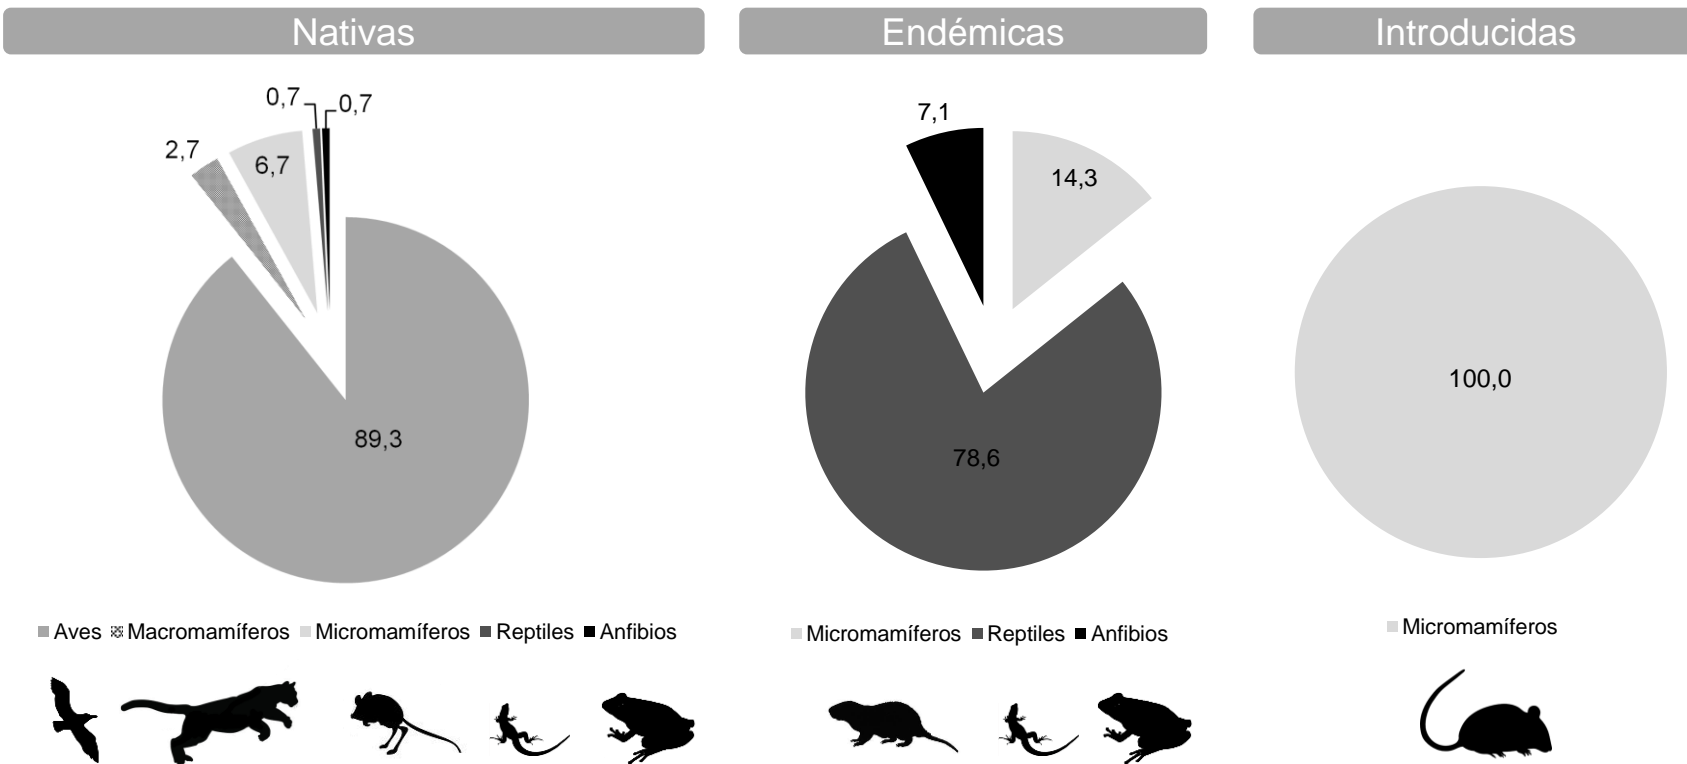 Nativas
0,7
0,7
2,7
6,7
89,3
Aves Macromamíferos Micromamíferos Reptiles Anfibios
Endémicas
7,1
14,3
78,6
Micromamíferos Reptiles Anfibios
Introducidas
100,0
Micromamíferos